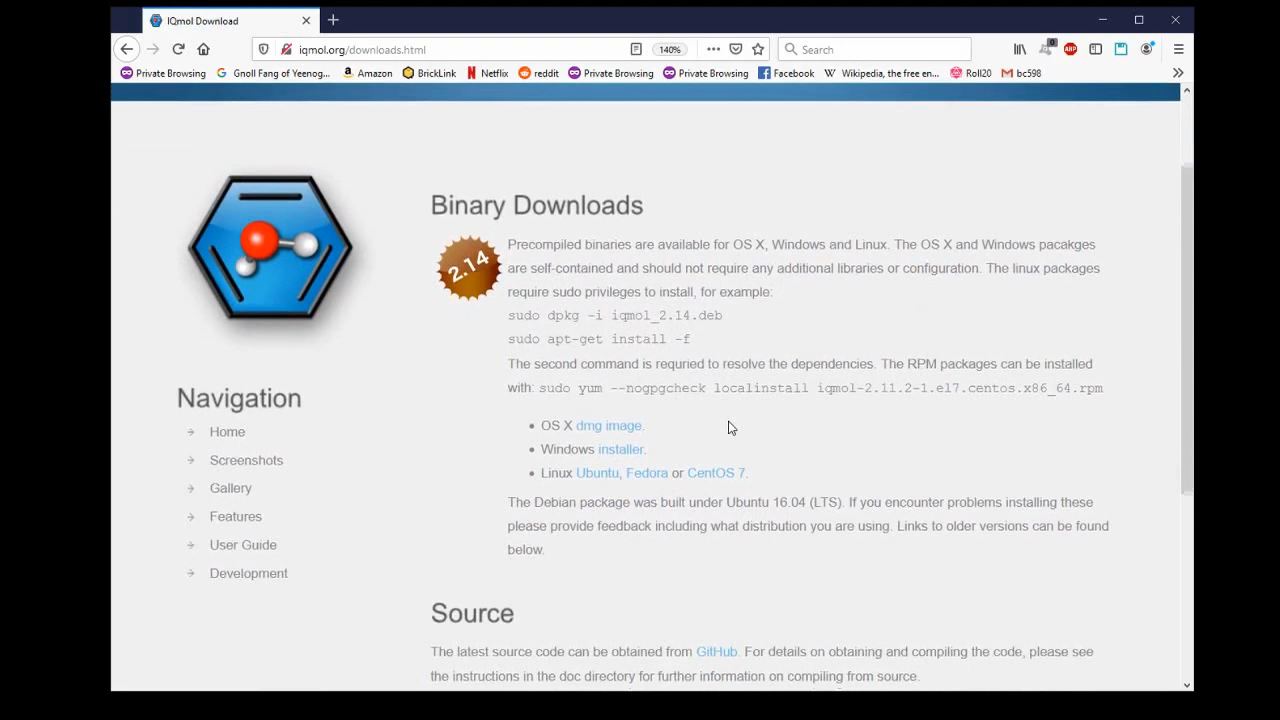 IQmol Download
iqmol.org/downloads.html
140%
Search
0
ABP
Private Browsing
Gnoll Fang of Yeenog...
Amazon
BrickLink
Netflix
reddit
Private Browsing
Private Browsing
Facebook
Wikipedia, the free en...
Roll20
bc598
Binary Downloads
2.14
Precompiled binaries are available for OS X, Windows and Linux. The OS X and Windows pacakges
are self-contained and should not require any additional libraries or configuration. The linux packages
require sudo privileges to install, for example:
sudo dpkg -i iqmol_2.14.deb
sudo apt-get install -f
The second command is requried to resolve the dependencies. The RPM packages can be installed
with: sudo yum --nogpgcheck localinstall iqmol-2.11.2-1.el7.centos.x86_64.rpm
OS X dmg image.
Windows installer.
Linux Ubuntu, Fedora or CentOS 7.
The Debian package was built under Ubuntu 16.04 (LTS). If you encounter problems installing these
please provide feedback including what distribution you are using. Links to older versions can be found
below.
Navigation
Home
Screenshots
Gallery
Features
User Guide
Development
Source
The latest source code can be obtained from GitHub. For details on obtaining and compiling the code, please see
the instructions in the doc directory for further information on compiling from source.